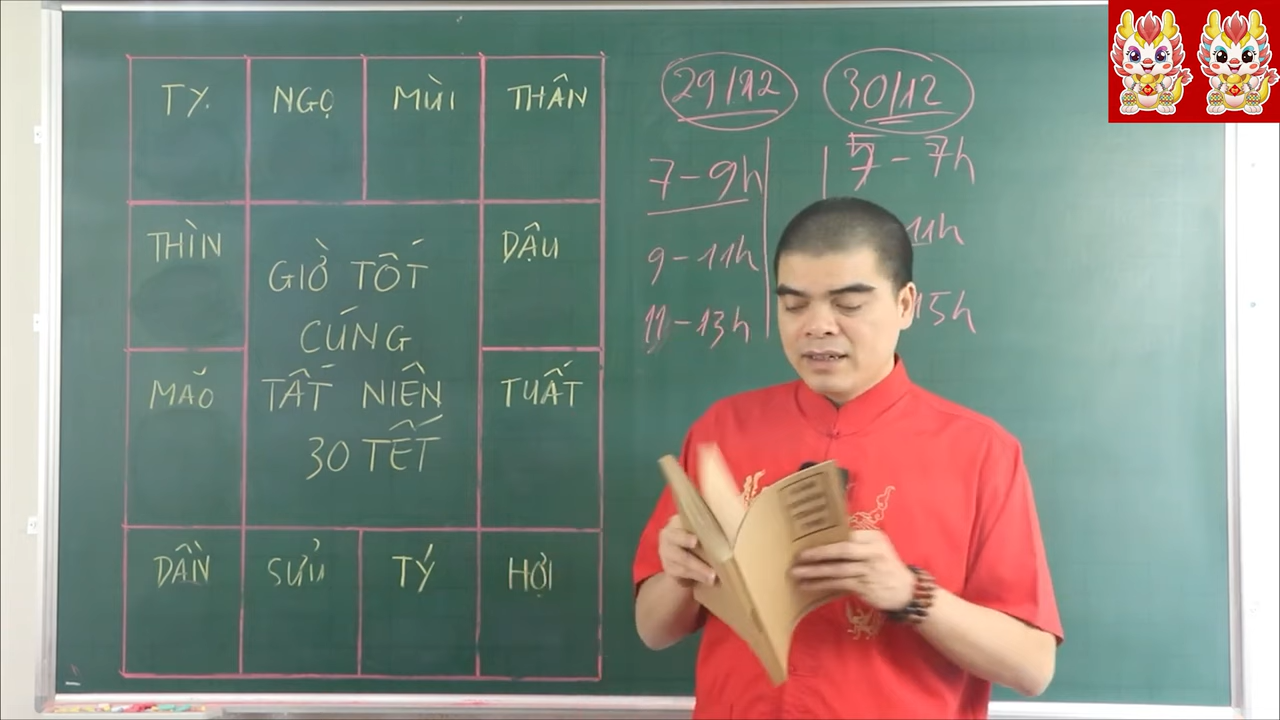 TỴ NGỌ MÙI THÂN
THÌN DẬU
GIỜ TỐT
CÚNG
TẤT NIÊN
30 TẾT
MÃO TUẤT
DẦN SỬU TÝ HỢI
29/12 30/12
7-9h 5-7h
9-11h 11h
11-13h 15h